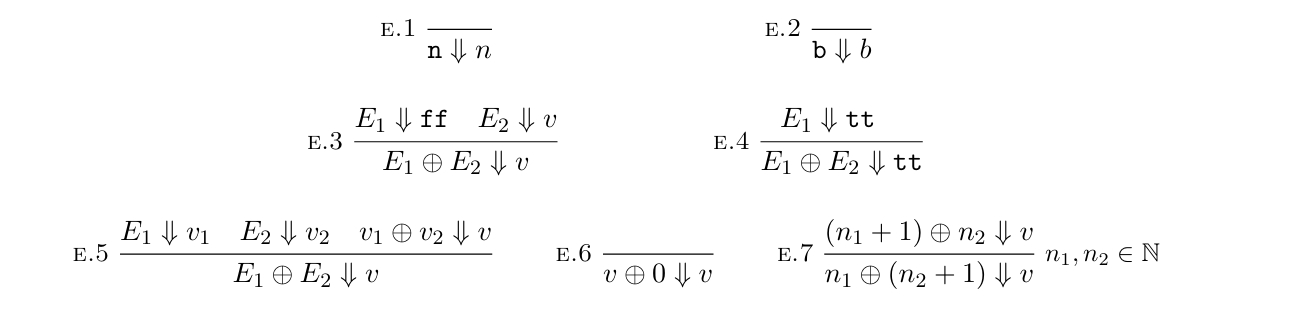 E.1 n ⇓ n E.2 b ⇓ b
E.3 E₁ ⇓ ff E₂ ⇓ v
E₁ ⊕ E₂ ⇓ v
E.4 E₁ ⇓ tt
E₁ ⊕ E₂ ⇓ tt
E.5 E₁ ⇓ v₁ E₂ ⇓ v₂ v₁ ⊕ v₂ ⇓ v
E₁ ⊕ E₂ ⇓ v
E.6 v ⊕ 0 ⇓ v
E.7 (n₁ + 1) ⊕ n₂ ⇓ v
n₁ ⊕ (n₂ + 1) ⇓ v
n₁, n₂ ∈ ℕ